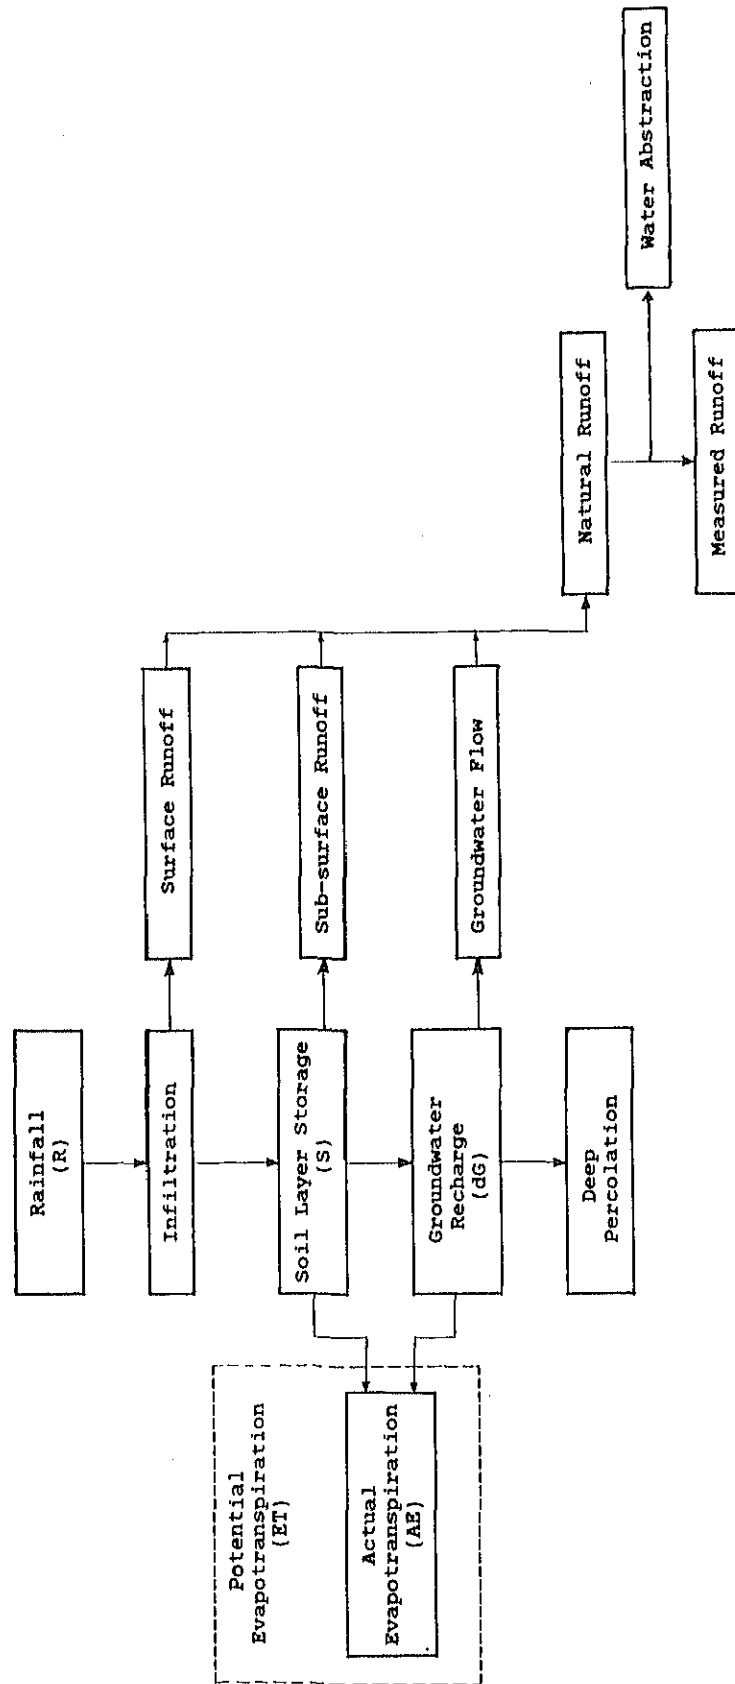 Rainfall
(R)
Infiltration
Surface Runoff
Potential
Evapotranspiration
(ET)
Soil Layer Storage
(S)
Sub-surface Runoff
Actual
Evapotranspiration
(AE)
Groundwater
Recharge
(dG)
Groundwater Flow
Deep
Percolation
Natural Runoff
Water Abstraction
Measured Runoff